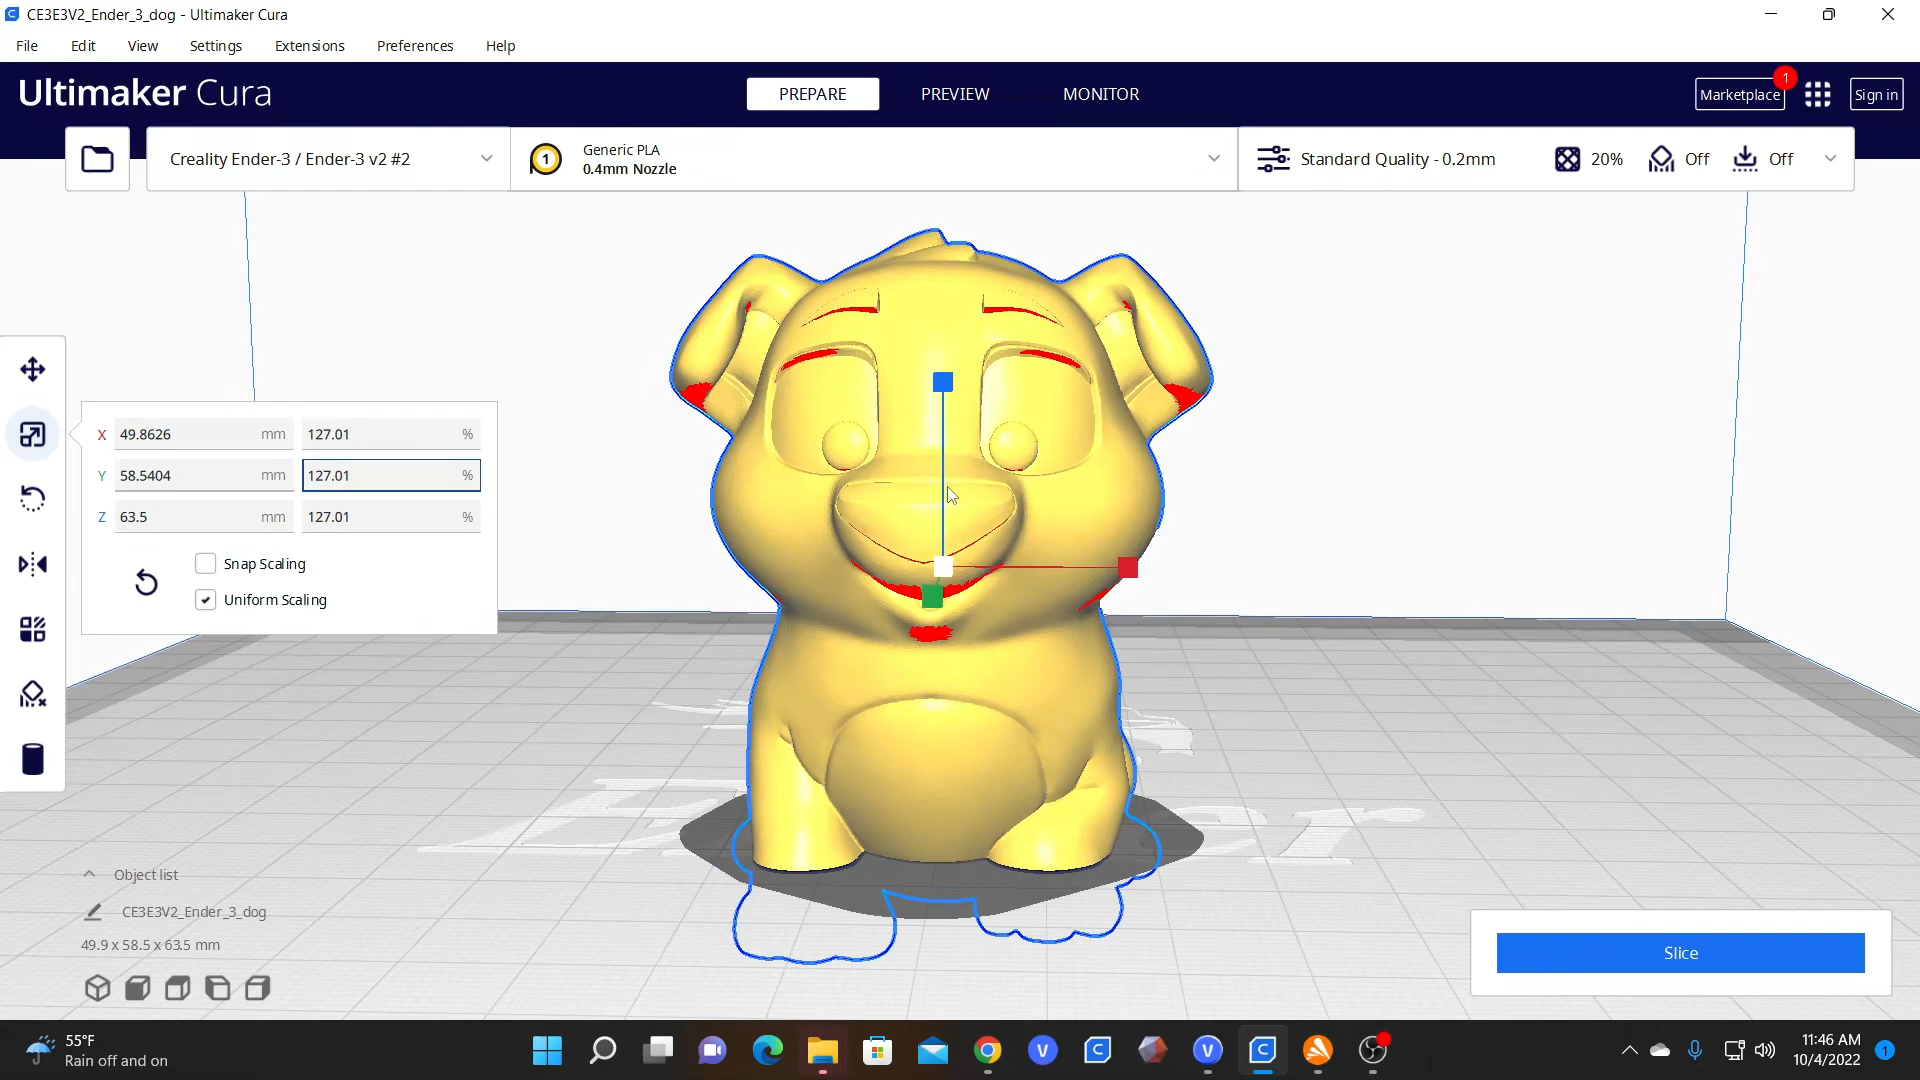 CE3E3V2_Ender_3_dog - Ultimaker Cura
File Edit View Settings Extensions Preferences Help
Ultimaker Cura
PREPARE PREVIEW MONITOR
Marketplace 1 Sign in
Creality Ender-3 / Ender-3 v2 #2
1 Generic PLA
0.4mm Nozzle
Standard Quality - 0.2mm 20% Off Off
X 49.8626 mm 127.01 %
Y 58.5404 mm 127.01 %
Z 63.5 mm 127.01 %
Snap Scaling
Uniform Scaling
Object list
CE3E3V2_Ender_3_dog
49.9 x 58.5 x 63.5 mm
Slice
55°F
Rain off and on
11:46 AM
10/4/2022 1